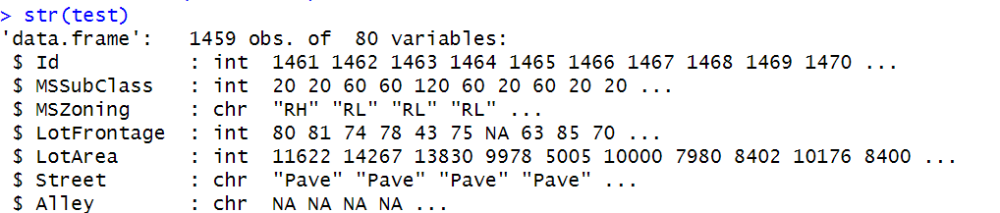 > str(test)
'data.frame':   1459 obs. of  80 variables:
 $ Id           : int  1461 1462 1463 1464 1465 1466 1467 1468 1469 1470 ...
 $ MSSubClass   : int  20 20 60 60 120 60 20 60 20 20 ...
 $ MSZoning     : chr  "RH" "RL" "RL" "RL" ...
 $ LotFrontage  : int  80 81 74 78 43 75 NA 63 85 70 ...
 $ LotArea      : int  11622 14267 13830 9978 5005 10000 7980 8402 10176 8400 ...
 $ Street       : chr  "Pave" "Pave" "Pave" "Pave" ...
 $ Alley        : chr  NA NA NA NA ...